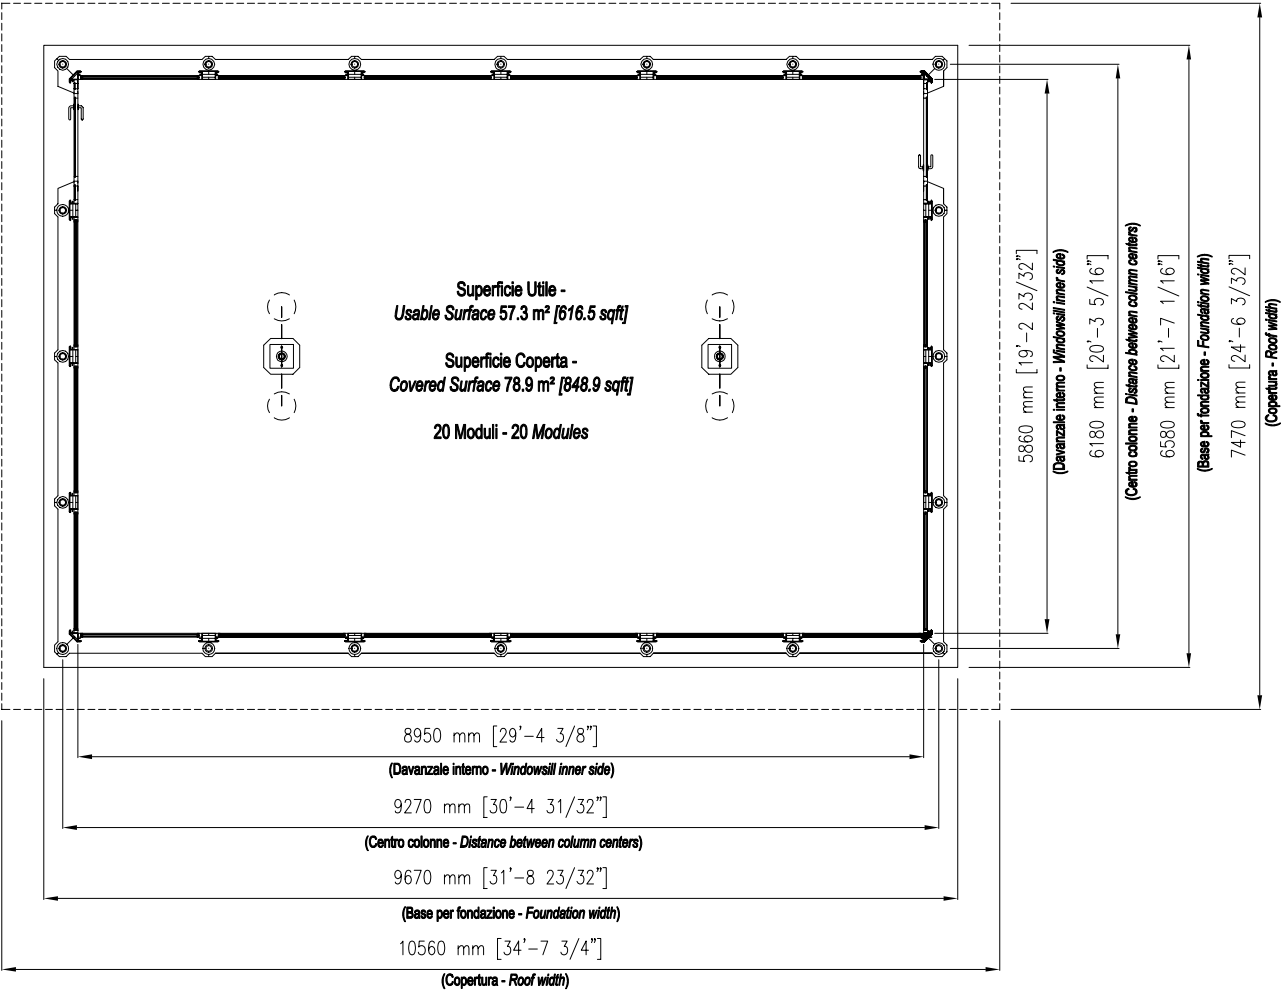 Superficie Utile -
Usable Surface 57.3 m² [616.5 sqft]
Superficie Coperta -
Covered Surface 78.9 m² [848.9 sqft]
20 Moduli - 20 Modules
5860 mm [19'-2 23/32"]
(Davanzale interno - Windowsill inner side)
6180 mm [20'-3 5/16"]
(Centro colonne - Distance between column centers)
6580 mm [21'-7 1/16"]
(Base per fondazione - Foundation width)
7470 mm [24'-6 3/32"]
(Copertura - Roof width)
8950 mm [29'-4 3/8"]
(Davanzale interno - Windowsill inner side)
9270 mm [30'-4 31/32"]
(Centro colonne - Distance between column centers)
9670 mm [31'-8 23/32"]
(Base per fondazione - Foundation width)
10560 mm [34'-7 3/4"]
(Copertura - Roof width)